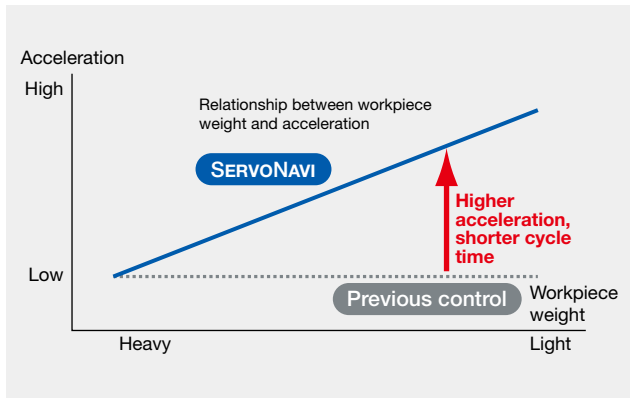 Acceleration
High
Relationship between workpiece
weight and acceleration
SERVONAVI
Higher
acceleration,
shorter cycle
time
Low
Previous control
Workpiece
weight
Heavy
Light